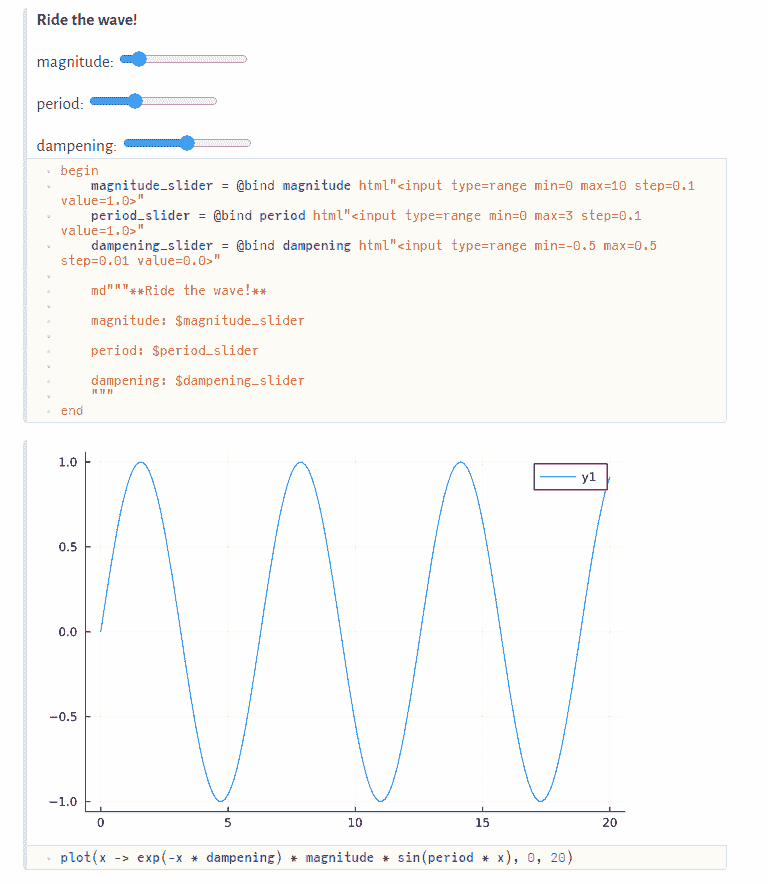 Ride the wave!
magnitude:
period:
dampening:
begin
magnitude_slider = @bind magnitude html"<input type=range min=0 max=10 step=0.1
value=1.0>"
period_slider = @bind period html"<input type=range min=0 max=3 step=0.1
value=1.0>"
dampening_slider = @bind dampening html"<input type=range min=-0.5 max=0.5
step=0.01 value=0.0>"
md"""**Ride the wave!**
magnitude: $magnitude_slider
period: $period_slider
dampening: $dampening_slider
"""
end
1.0
y1
0.5
0.0
−0.5
−1.0
0 5 10 15 20
plot(x -> exp(-x * dampening) * magnitude * sin(period * x), 0, 20)